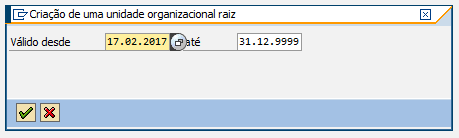 Criação de uma unidade organizacional raiz
Válido desde 17.02.2017 até 31.12.9999